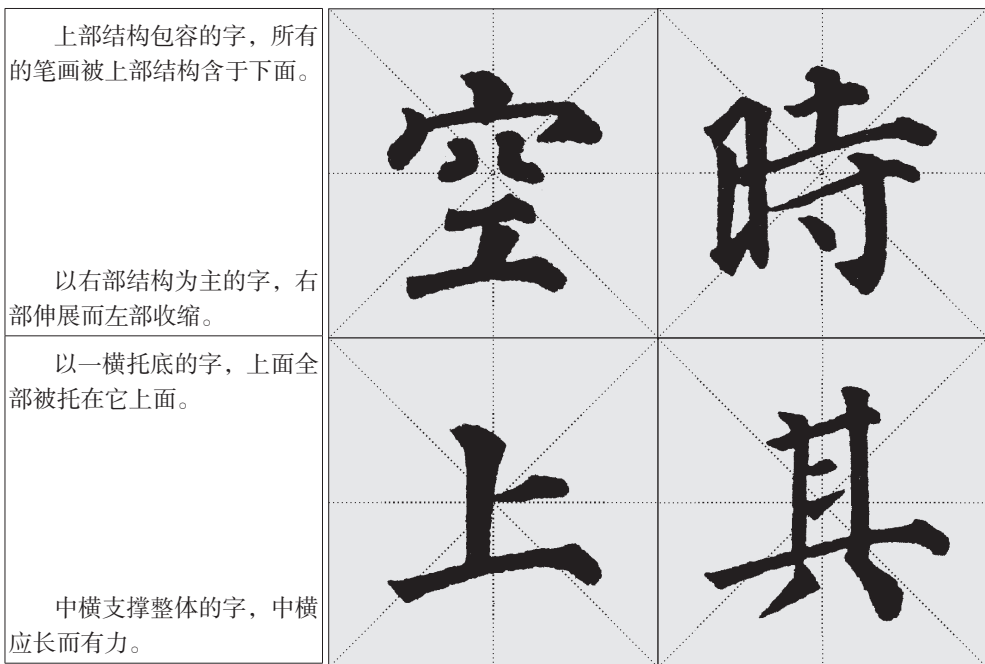 上部结构包容的字，所有
的笔画被上部结构含于下面。
空 時
以右部结构为主的字，右
部伸展而左部收缩。
以一横托底的字，上面全
部被托在它上面。
上 其
中横支撑整体的字，中横
应长而有力。